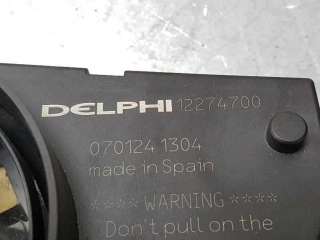 DELPHI 12274700
070124 1304
made in Spain
**** WARNING ****
Don't pull on the